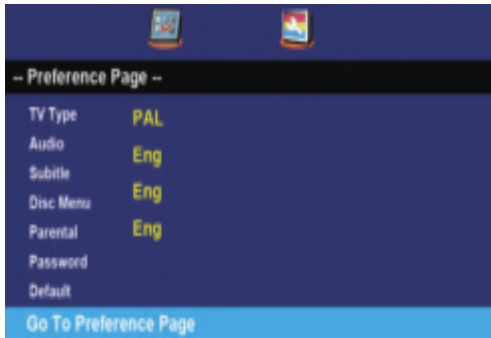 -- Preference Page --
TV Type PAL
Audio Eng
Subitle Eng
Disc Menu Eng
Parental
Password
Default
Go To Preference Page